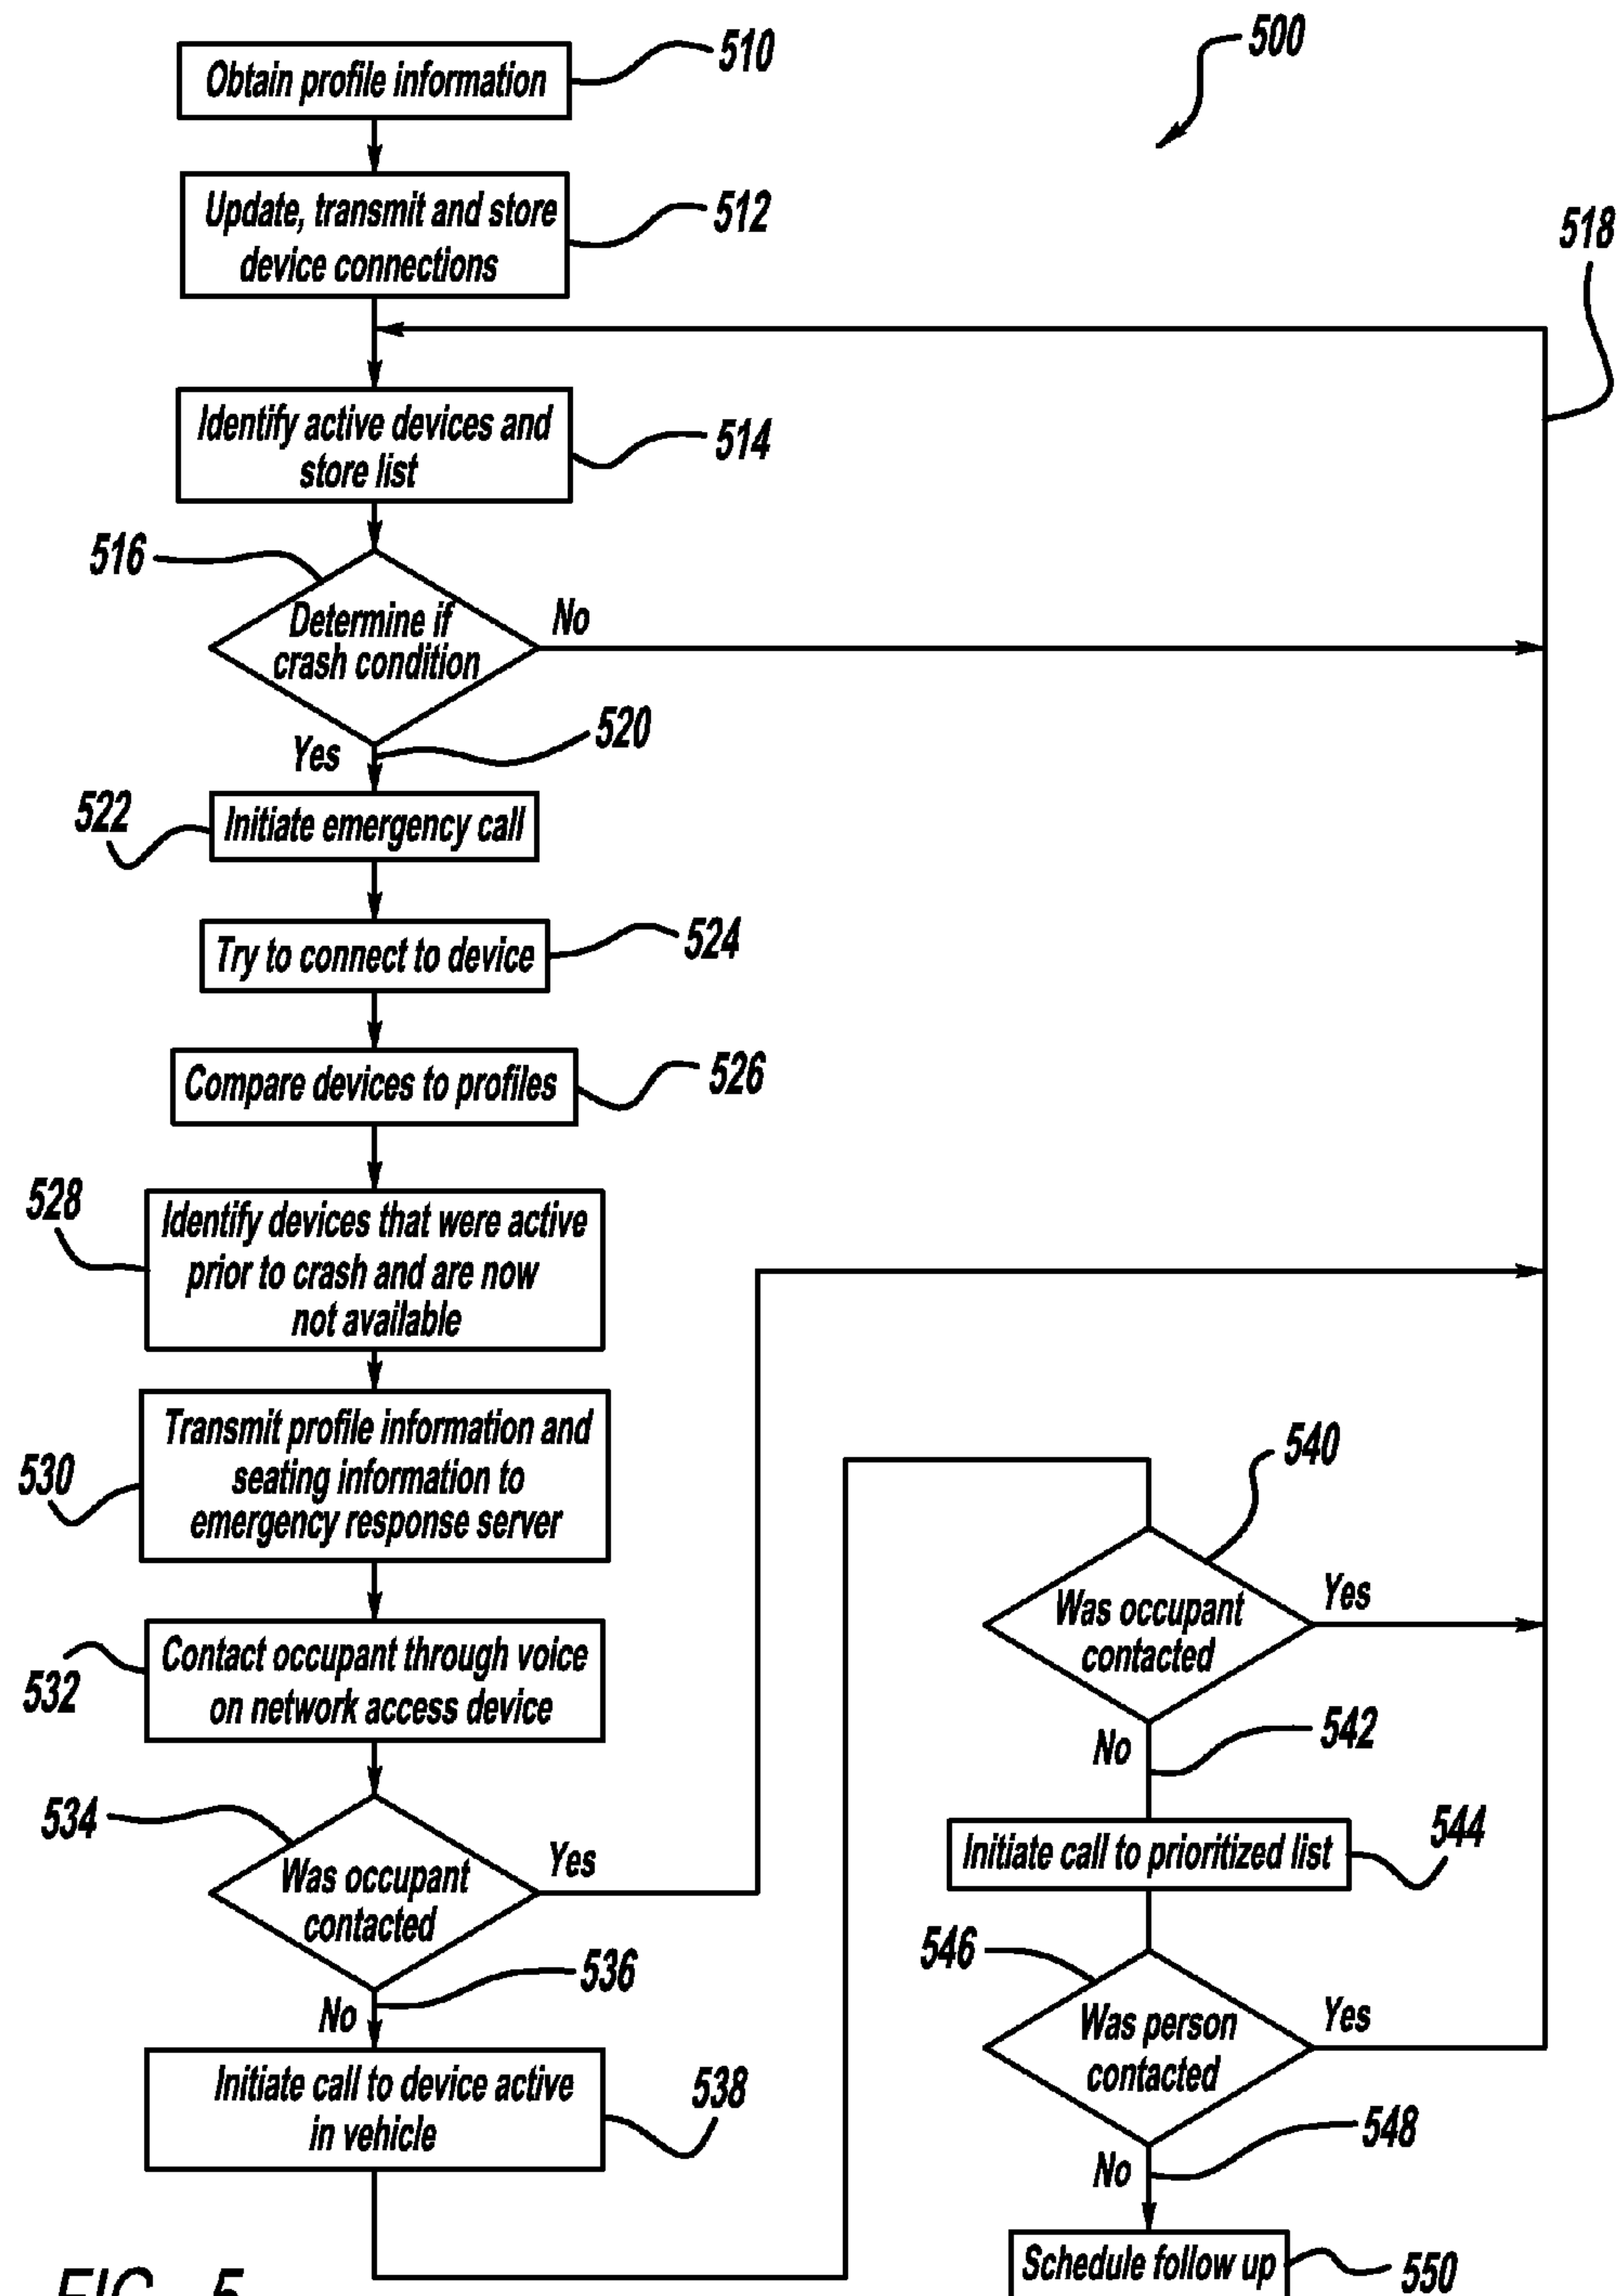 500
Obtain profile information
510
Update, transmit and store
device connections
512
518
Identify active devices and
store list
514
516
Determine if
crash condition
No
Yes
520
522
Initiate emergency call
Try to connect to device
524
Compare devices to profiles
526
528
Identify devices that were active
prior to crash and are now
not available
530
Transmit profile information and
seating information to
emergency response server
532
Contact occupant through voice
on network access device
534
Was occupant
contacted
Yes
536
No
Initiate call to device active
in vehicle
538
540
Was occupant
contacted
Yes
No
542
Initiate call to prioritized list
544
546
Was person
contacted
Yes
No
548
Schedule follow up
550
FIG - 5